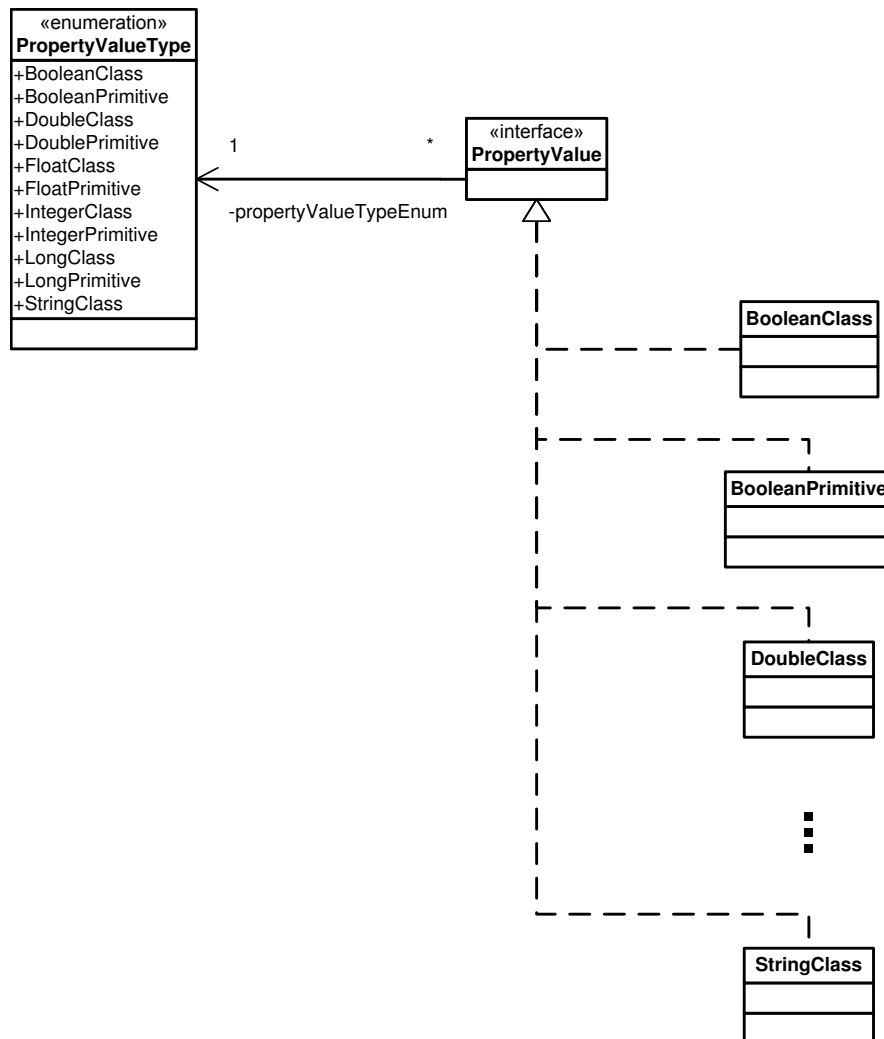 «enumeration»
PropertyValueType
+BooleanClass
+BooleanPrimitive
+DoubleClass
+DoublePrimitive
+FloatClass
+FloatPrimitive
+IntegerClass
+IntegerPrimitive
+LongClass
+LongPrimitive
+StringClass
1
*
-propertyValueTypeEnum
«interface»
PropertyValue
BooleanClass
BooleanPrimitive
DoubleClass
StringClass